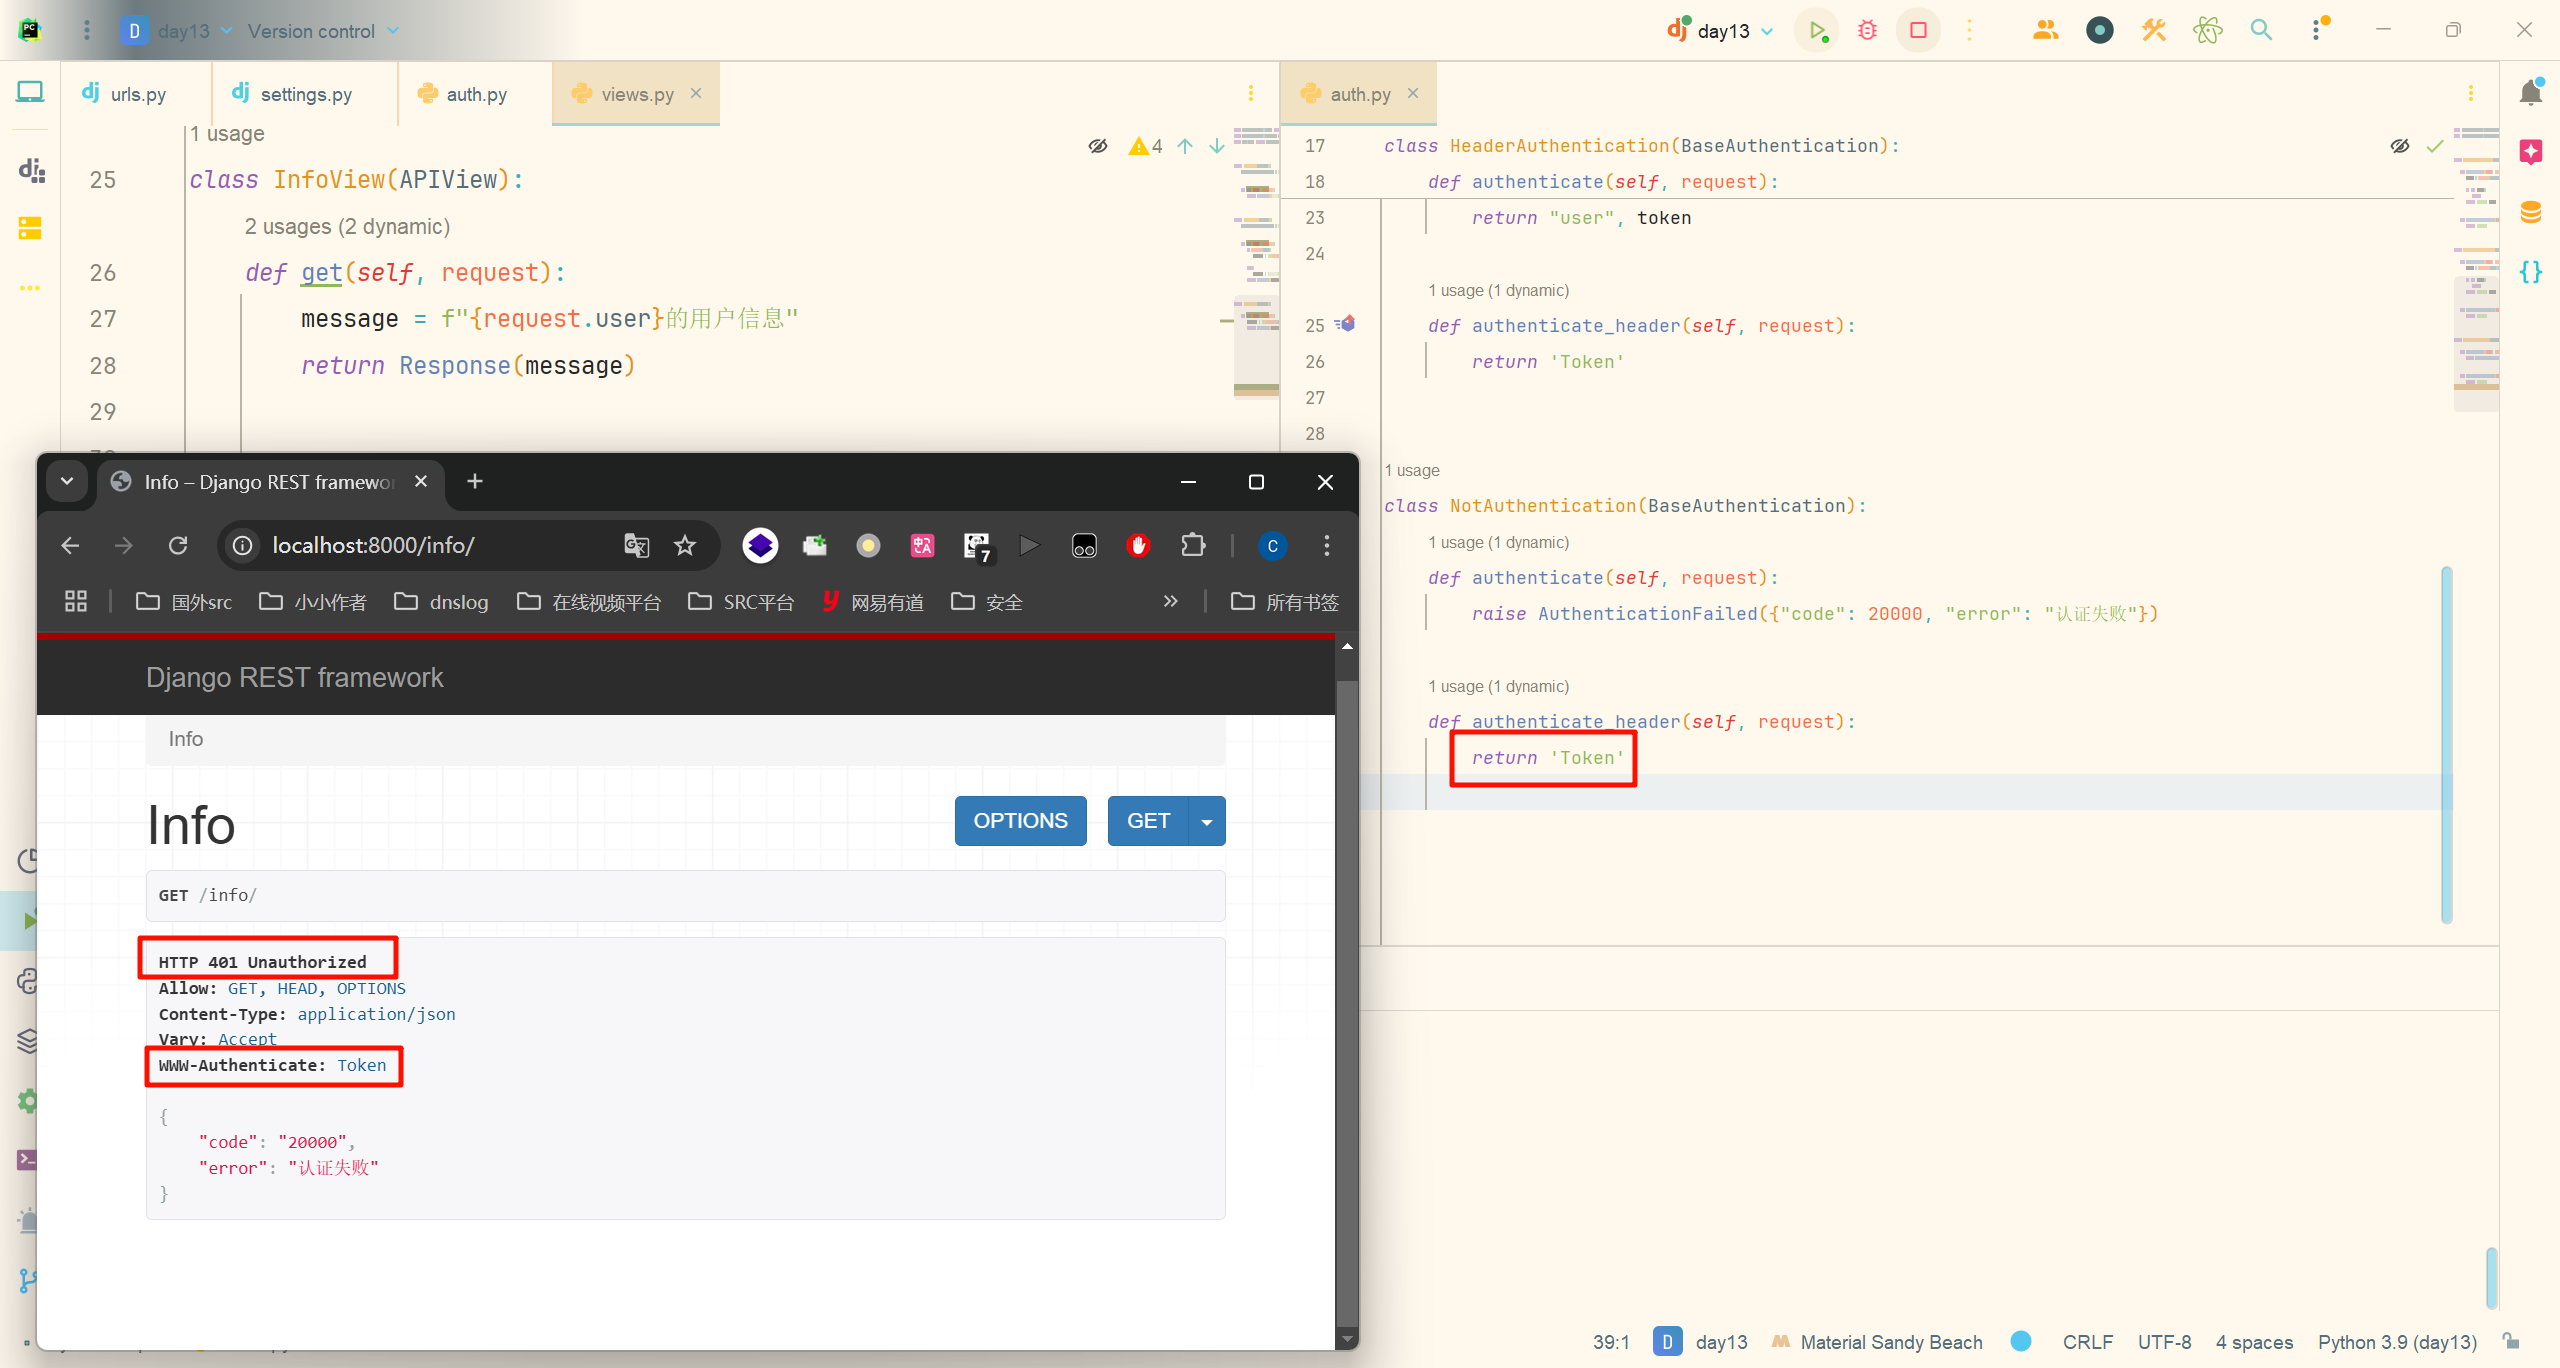 D day13 Version control
day13
urls.py settings.py auth.py views.py
auth.py
1 usage
4
25 class InfoView(APIView):
2 usages (2 dynamic)
26 def get(self, request):
27 message = f"{request.user}的用户信息"
28 return Response(message)
29
17 class HeaderAuthentication(BaseAuthentication):
18 def authenticate(self, request):
23 return "user", token
24
1 usage (1 dynamic)
25 def authenticate_header(self, request):
26 return 'Token'
27
28
1 usage
class NotAuthentication(BaseAuthentication):
1 usage (1 dynamic)
def authenticate(self, request):
raise AuthenticationFailed({"code": 20000, "error": "认证失败"})
1 usage (1 dynamic)
def authenticate_header(self, request):
return 'Token'
Info – Django REST framewor
localhost:8000/info/
7
C
国外src 小小作者 dnslog 在线视频平台 SRC平台 网易有道 安全 » 所有书签
Django REST framework
Info
Info
OPTIONS GET
GET /info/
HTTP 401 Unauthorized
Allow: GET, HEAD, OPTIONS
Content-Type: application/json
Vary: Accept
WWW-Authenticate: Token
{
"code": "20000",
"error": "认证失败"
}
39:1 D day13 Material Sandy Beach CRLF UTF-8 4 spaces Python 3.9 (day13)